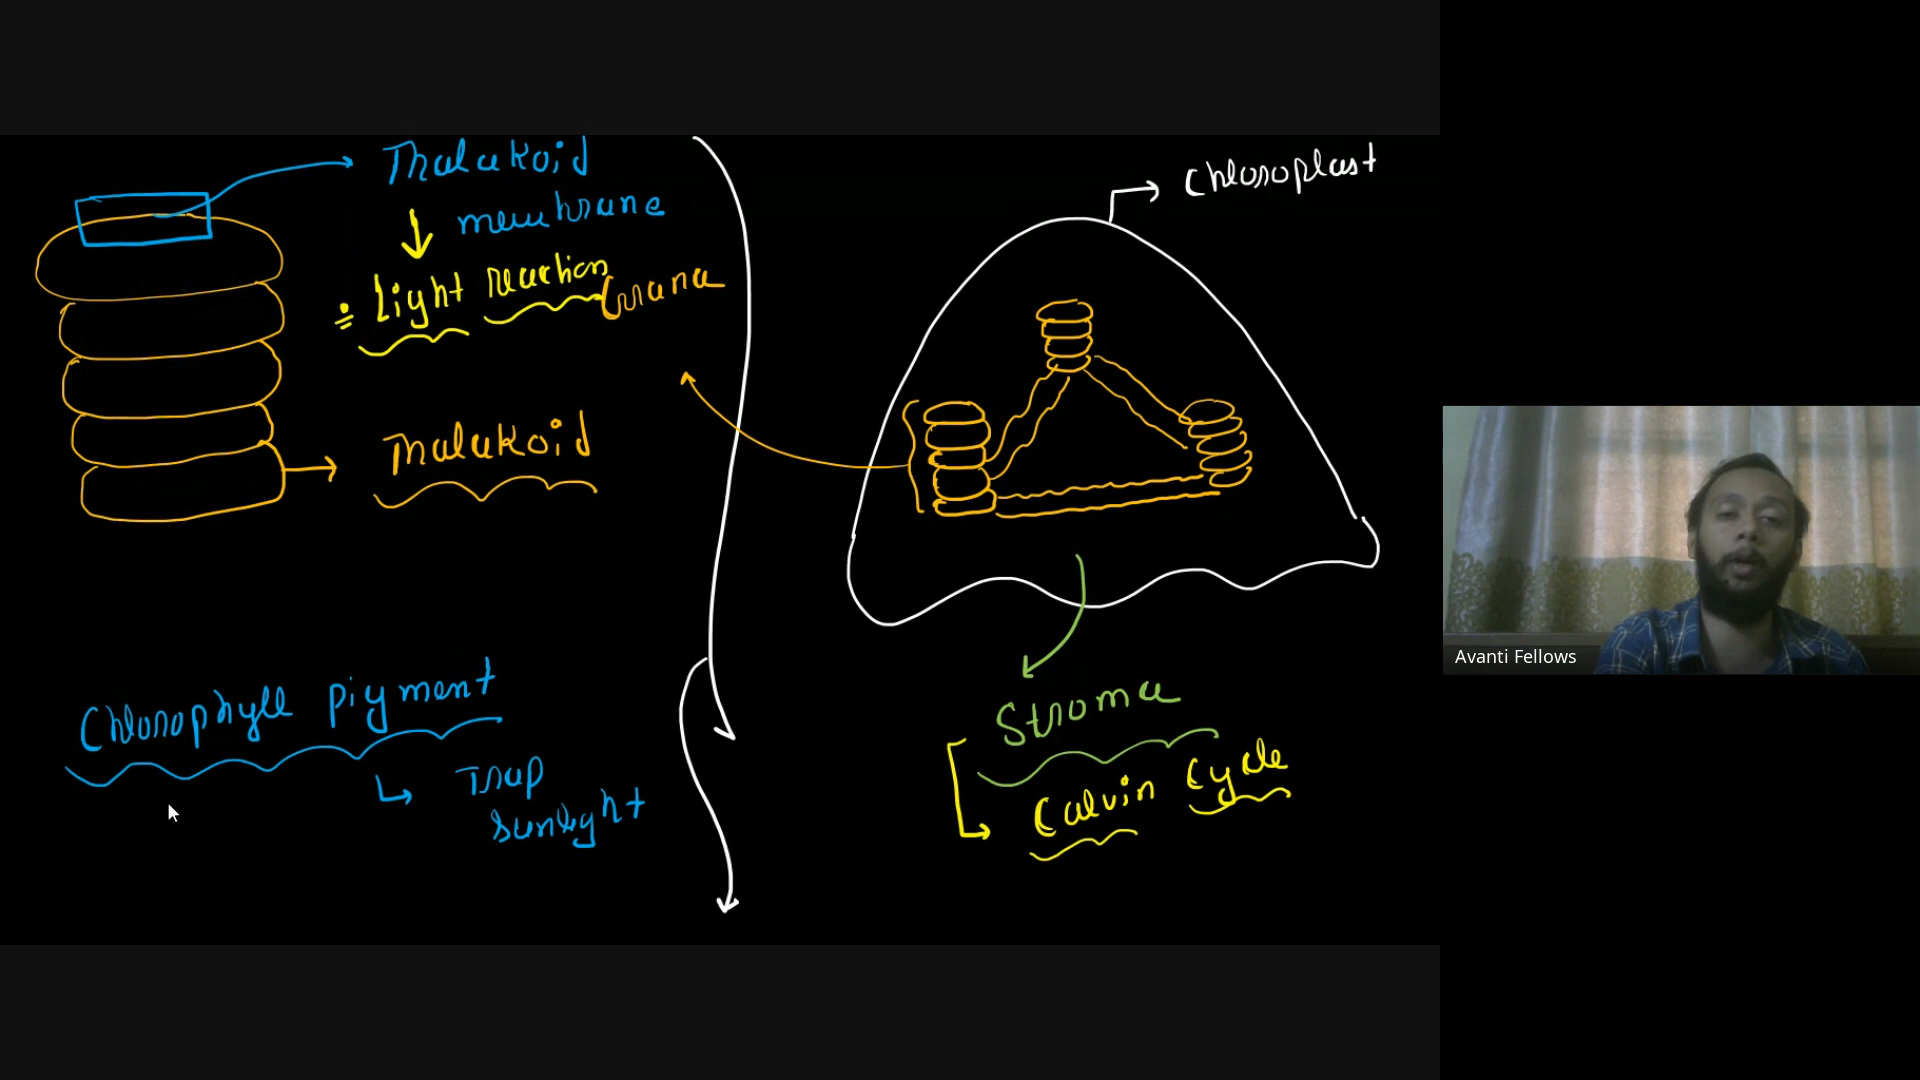 Thalakoid
membrane
Light reaction
Grana
Thalakoid
Chlorophyll pigment
Trap
sunlight
Chloroplast
Stroma
Calvin Cycle
Avanti Fellows